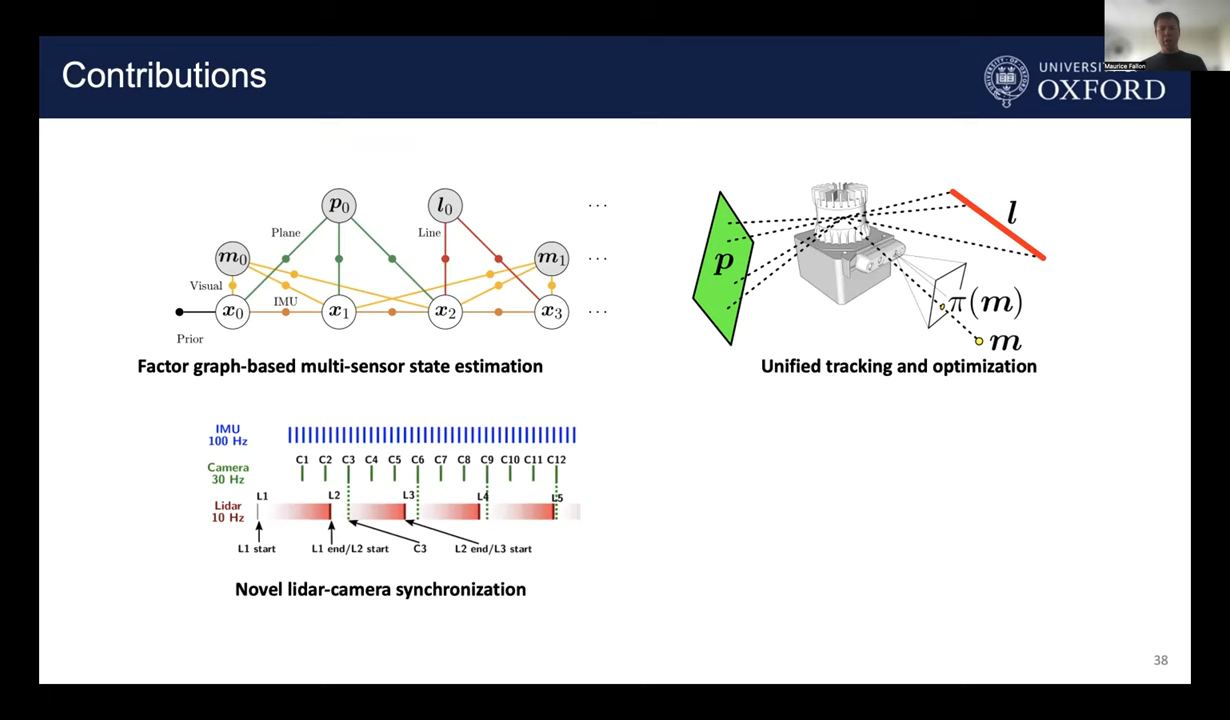 Contributions
UNIVERSITY OF
OXFORD
Maurice Fallon
p0
l0
...
Plane
Line
m0
m1
...
Visual
IMU
x0
x1
x2
x3
...
Prior
Factor graph-based multi-sensor state estimation
p
l
π(m)
m
Unified tracking and optimization
IMU
100 Hz
C1 C2 C3 C4 C5 C6 C7 C8 C9 C10 C11 C12
Camera
30 Hz
L1 L2 L3 L4 L5
Lidar
10 Hz
L1 start L1 end/L2 start C3 L2 end/L3 start
Novel lidar-camera synchronization
38